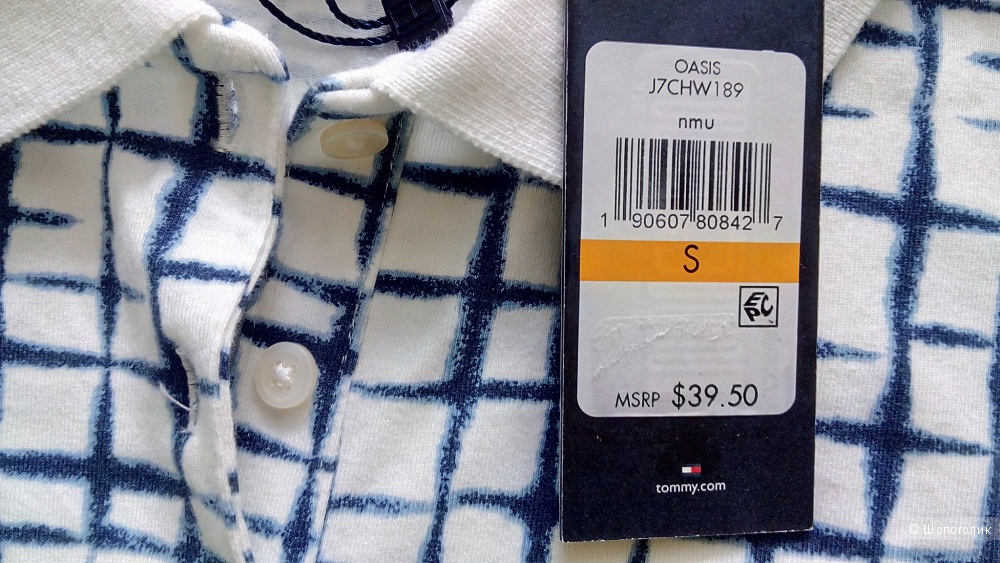 OASIS
J7CHW189
nmu
1 90607 80842 7
S
EPC
MSRP $39.50
tommy.com
© Шопоголик